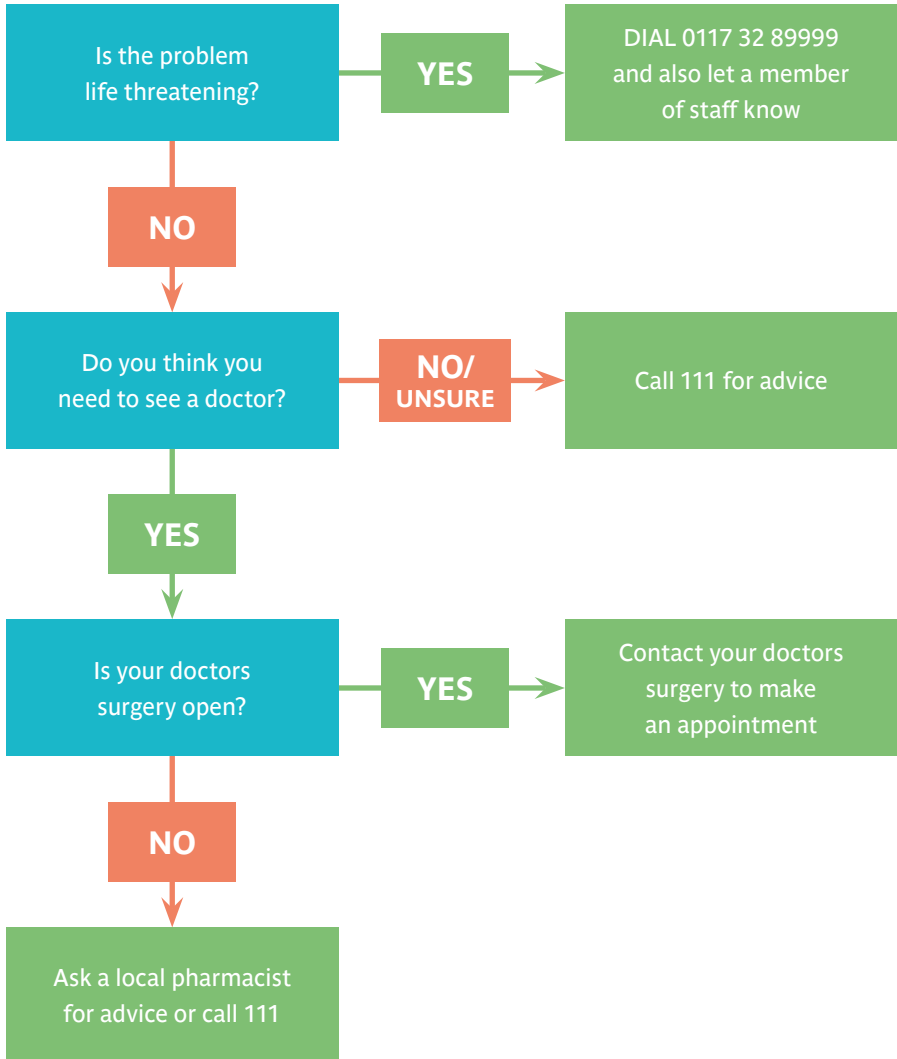 Is the problem
life threatening?
YES
DIAL 0117 32 89999
and also let a member
of staff know
NO
Do you think you
need to see a doctor?
NO/
UNSURE
Call 111 for advice
YES
Is your doctors
surgery open?
YES
Contact your doctors
surgery to make
an appointment
NO
Ask a local pharmacist
for advice or call 111